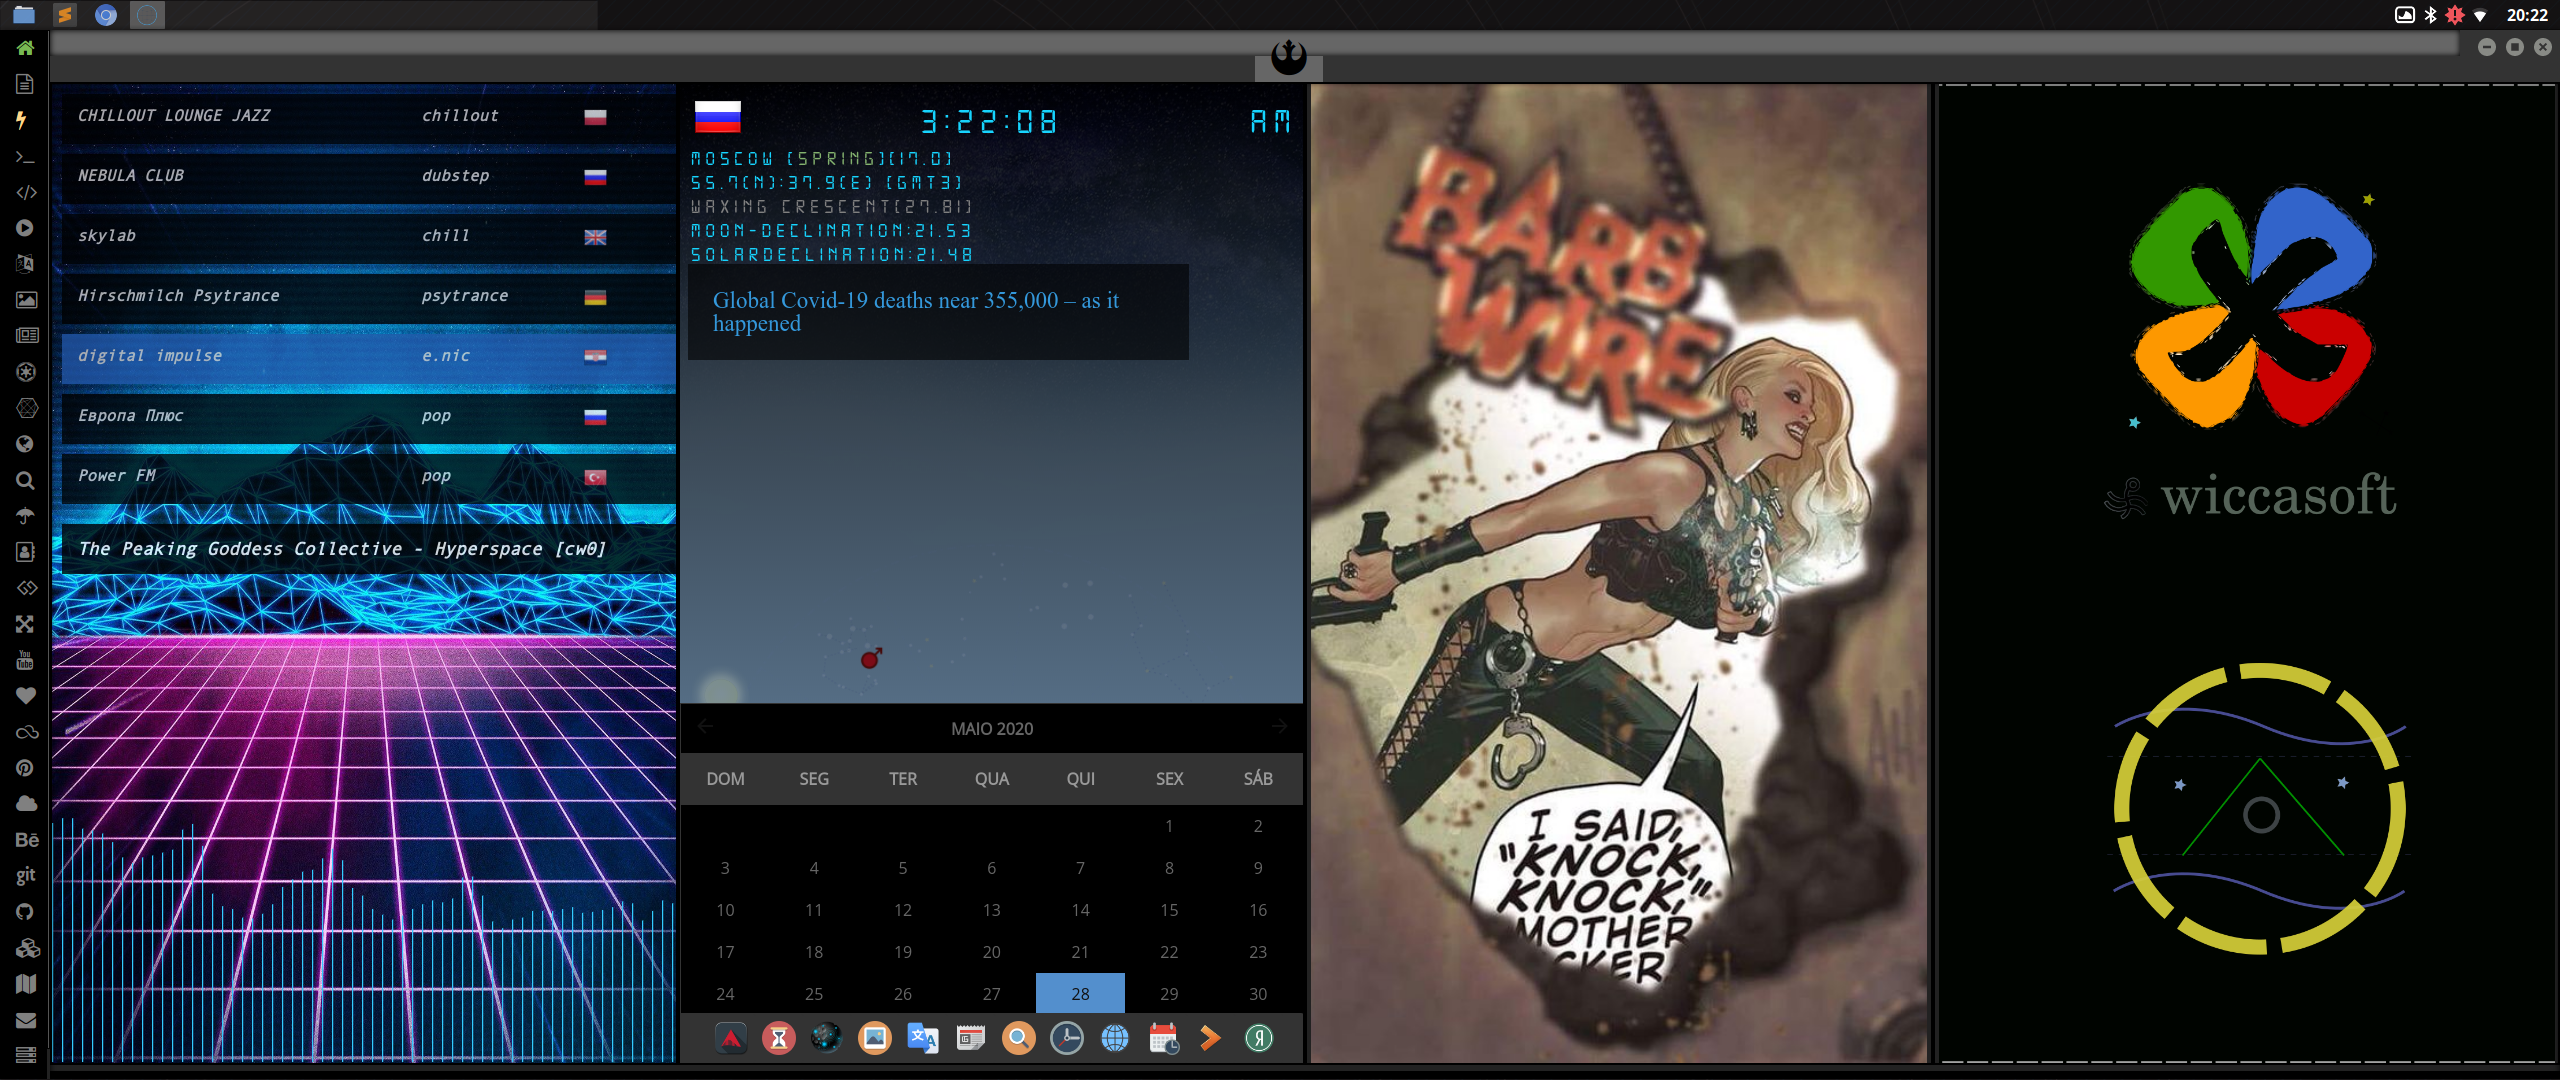 20:22
CHILLOUT LOUNGE JAZZ chillout
NEBULA CLUB dubstep
skylab chill
Hirschmilch Psytrance psytrance
digital impulse e.nic
Европа Плюс pop
Power FM pop
The Peaking Goddess Collective - Hyperspace [cw0]
You
Tube
Bē
git
3:22:08 AM
MOSCOW [SPRING][17.0]
55.7(N):37.9(E) [GMT3]
WAXING CRESCENT[27.81]
MOON-DECLINATION:21.53
SOLARDECLINATION:21.48
Global Covid-19 deaths near 355,000 – as it
happened
MAIO 2020
DOM SEG TER QUA QUI SEX SÁB
1 2
3 4 5 6 7 8 9
10 11 12 13 14 15 16
17 18 19 20 21 22 23
24 25 26 27 28 29 30
Я
BARB
WIRE
I SAID,
"KNOCK,
KNOCK,"
MOTHER
wiccasoft